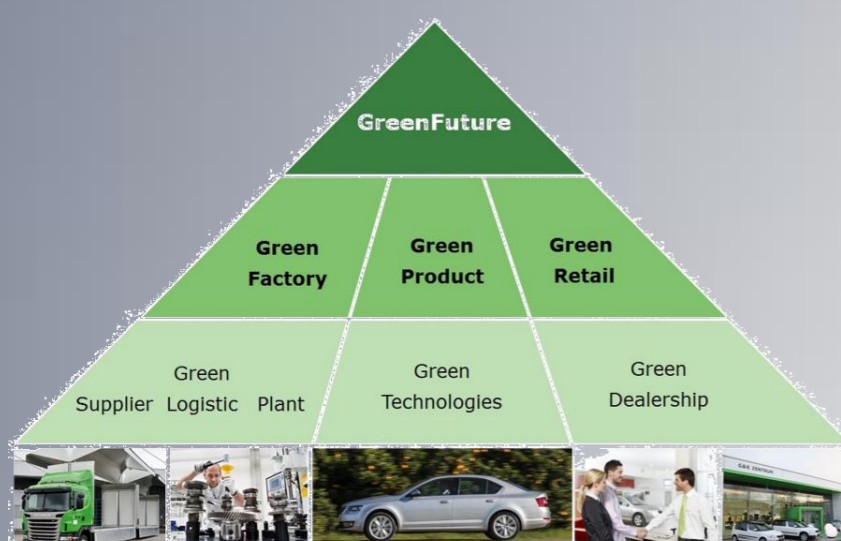 GreenFuture
Green
Factory
Green
Product
Green
Retail
Green
Supplier Logistic Plant
Green
Technologies
Green
Dealership